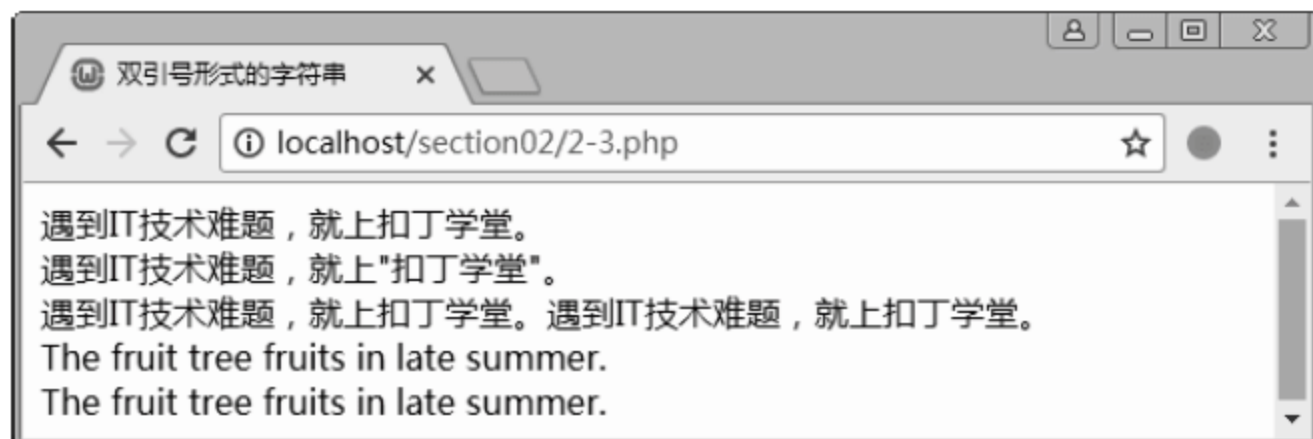 双引号形式的字符串
localhost/section02/2-3.php
遇到IT技术难题，就上扣丁学堂。
遇到IT技术难题，就上"扣丁学堂"。
遇到IT技术难题，就上扣丁学堂。遇到IT技术难题，就上扣丁学堂。
The fruit tree fruits in late summer.
The fruit tree fruits in late summer.